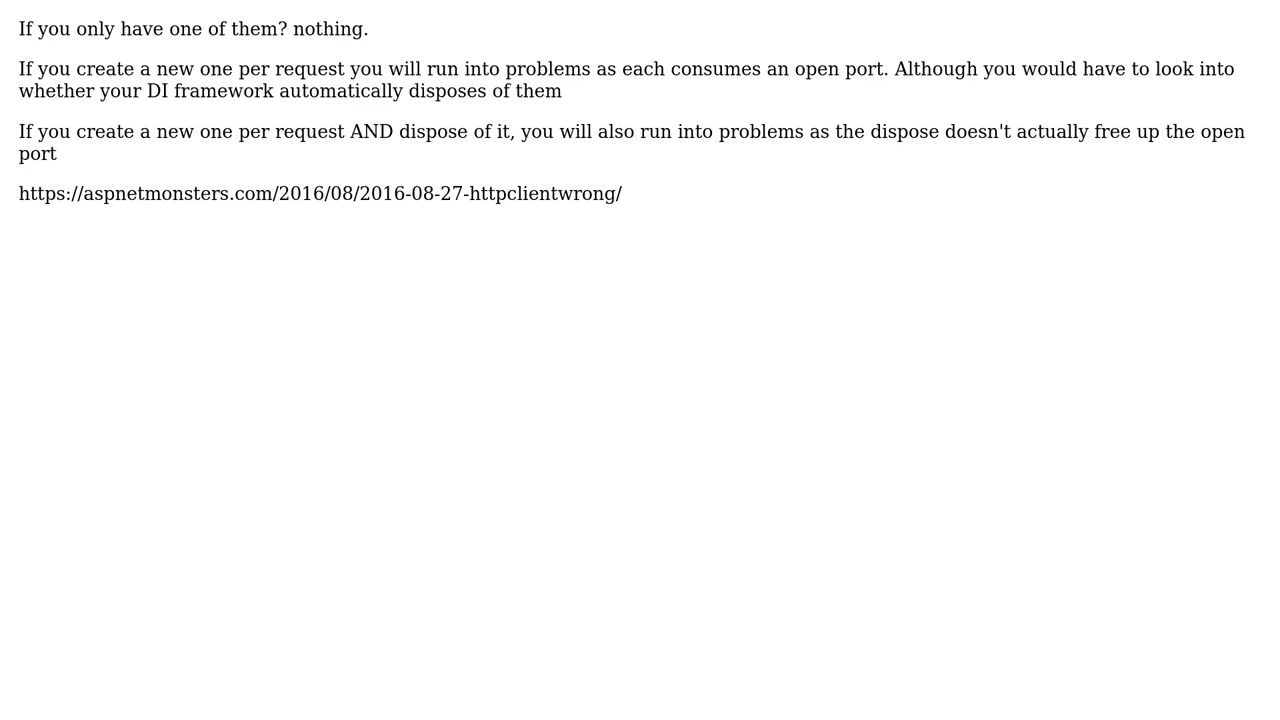 If you only have one of them? nothing.
If you create a new one per request you will run into problems as each consumes an open port. Although you would have to look into
whether your DI framework automatically disposes of them
If you create a new one per request AND dispose of it, you will also run into problems as the dispose doesn't actually free up the open
port
https://aspnetmonsters.com/2016/08/2016-08-27-httpclientwrong/